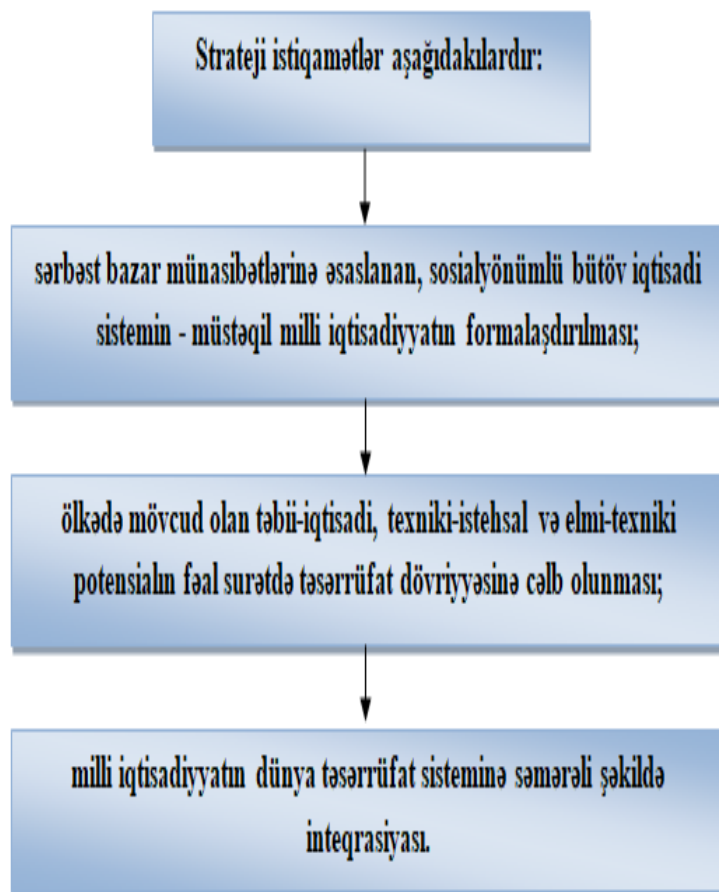 Strateji istiqamətlər aşağıdakılardır:
sərbəst bazar münasibətlərinə əsaslanan, sosialyönümlü bütöv iqtisadi
sistemin - müstəqil milli iqtisadiyyatın formalaşdırılması;
ölkədə mövcud olan təbii-iqtisadi, texniki-istehsal və elmi-texniki
potensialın fəal surətdə təsərrüfat dövriyyəsinə cəlb olunması;
milli iqtisadiyyatın dünya təsərrüfat sisteminə səmərəli şəkildə
inteqrasiyası.